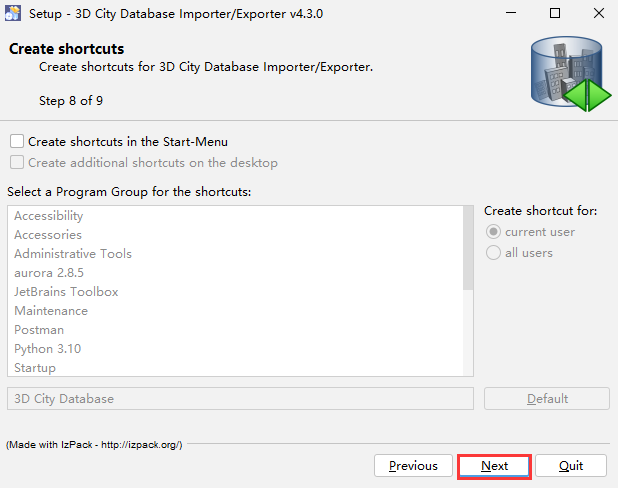 Setup - 3D City Database Importer/Exporter v4.3.0
Create shortcuts
Create shortcuts for 3D City Database Importer/Exporter.
Step 8 of 9
Create shortcuts in the Start-Menu
Create additional shortcuts on the desktop
Select a Program Group for the shortcuts:
Accessibility
Accessories
Administrative Tools
aurora 2.8.5
JetBrains Toolbox
Maintenance
Postman
Python 3.10
Startup
Create shortcut for:
current user
all users
3D City Database
Default
(Made with IzPack - http://izpack.org/)
Previous
Next
Quit